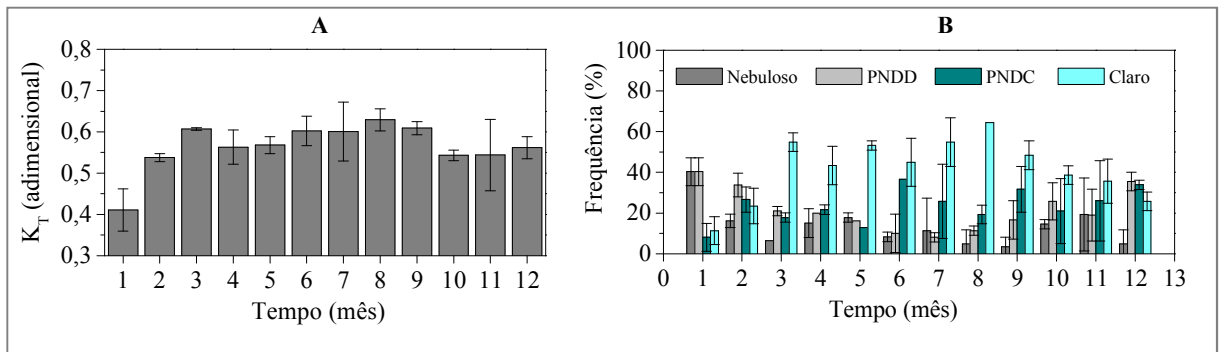 A
K_T (adimensional)
0,8
0,7
0,6
0,5
0,4
0,3
1 2 3 4 5 6 7 8 9 10 11 12
Tempo (mês)
B
Frequência (%)
100
80
60
40
20
0
Nebuloso PNDD PNDC Claro
0 1 2 3 4 5 6 7 8 9 10 11 12 13
Tempo (mês)